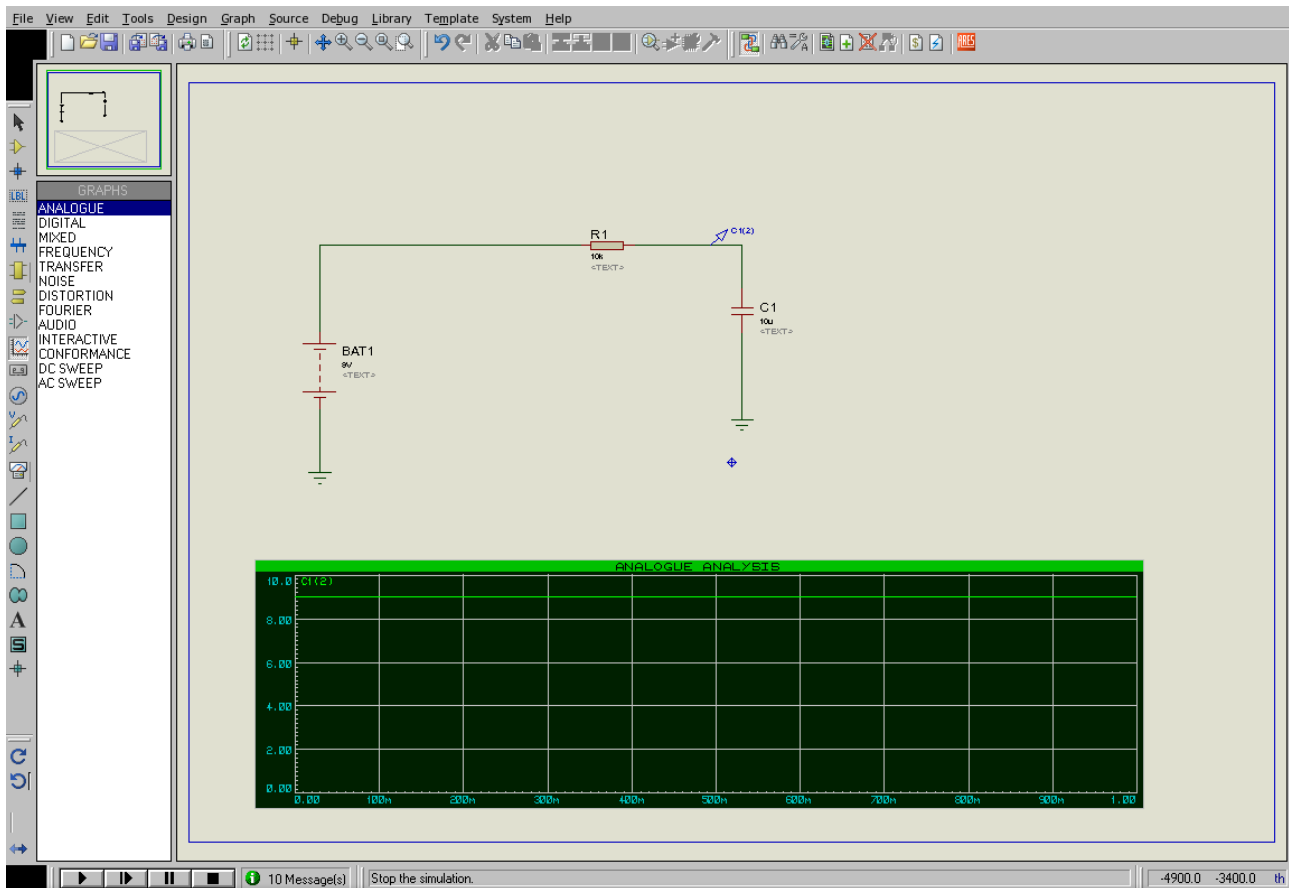 File View Edit Tools Design Graph Source Debug Library Template System Help
ARES
LBL
GRAPHS
ANALOGUE
DIGITAL
MIXED
FREQUENCY
TRANSFER
NOISE
DISTORTION
FOURIER
AUDIO
INTERACTIVE
CONFORMANCE
DC SWEEP
AC SWEEP
R1
10k
<TEXT>
C1(2)
C1
10u
<TEXT>
BAT1
9V
<TEXT>
ANALOGUE ANALYSIS
10.0 C1(2)
8.00
6.00
4.00
2.00
0.00
0.00 100m 200m 300m 400m 500m 600m 700m 800m 900m 1.00
V
I
A
S
10 Message(s) Stop the simulation. -4900.0 -3400.0 th